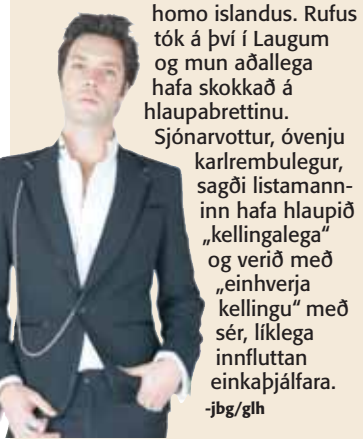 homo islandus. Rufus
tók á því í Laugum
og mun aðallega
hafa skokkað á
hlaupabrettinu.
Sjónarvottur, óvenju
karlrembulegur,
sagði listamann-
inn hafa hlaupið
„kellingalega“
og verið með
„einhverja
kellingu“ með
sér, líklega
innfluttan
einkaþjálfara.
-jbg/glh